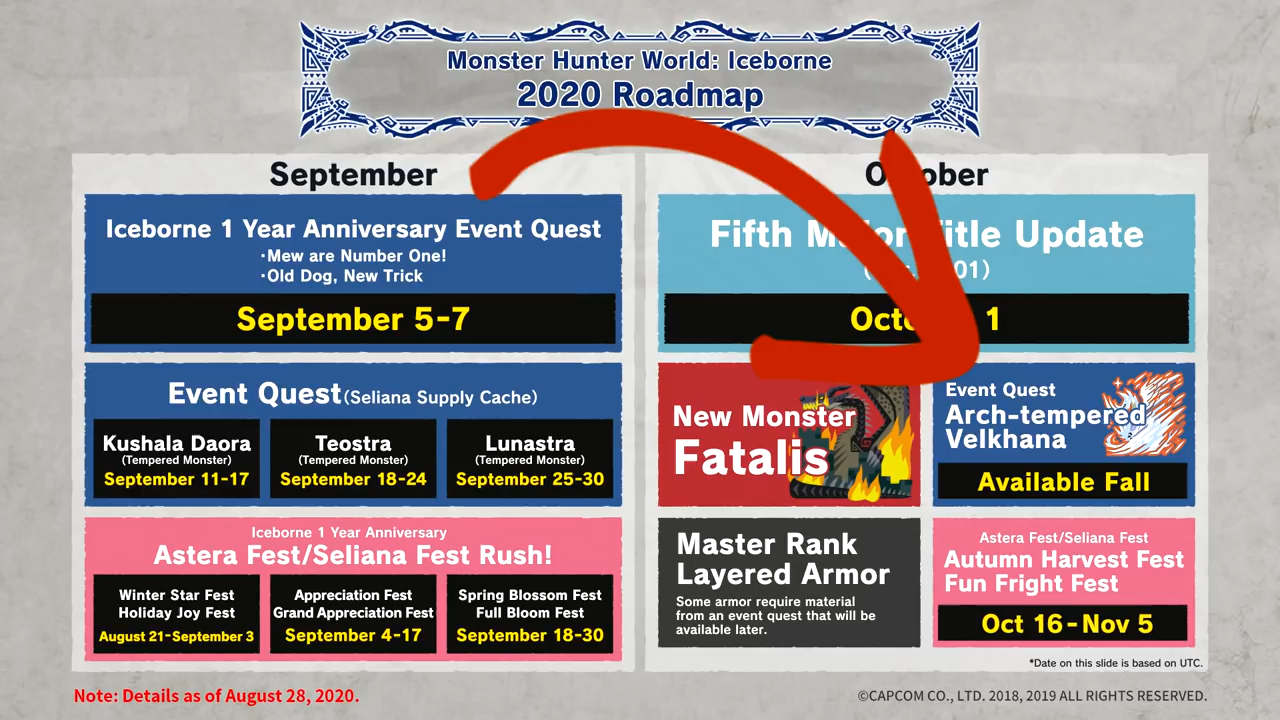 Monster Hunter World: Iceborne
2020 Roadmap
September
Iceborne 1 Year Anniversary Event Quest
·Mew are Number One!
·Old Dog, New Trick
September 5-7
Event Quest(Seliana Supply Cache)
Kushala Daora
(Tempered Monster)
September 11-17
Teostra
(Tempered Monster)
September 18-24
Lunastra
(Tempered Monster)
September 25-30
Iceborne 1 Year Anniversary
Astera Fest/Seliana Fest Rush!
Winter Star Fest
Holiday Joy Fest
August 21-September 3
Appreciation Fest
Grand Appreciation Fest
September 4-17
Spring Blossom Fest
Full Bloom Fest
September 18-30
October
Fifth Major Title Update
01)
October 1
New Monster
Fatalis
Event Quest
Arch-tempered
Velkhana
Available Fall
Master Rank
Layered Armor
Some armor require material
from an event quest that will be
available later.
Astera Fest/Seliana Fest
Autumn Harvest Fest
Fun Fright Fest
Oct 16-Nov 5
*Date on this slide is based on UTC.
Note: Details as of August 28, 2020.
©CAPCOM CO., LTD. 2018, 2019 ALL RIGHTS RESERVED.